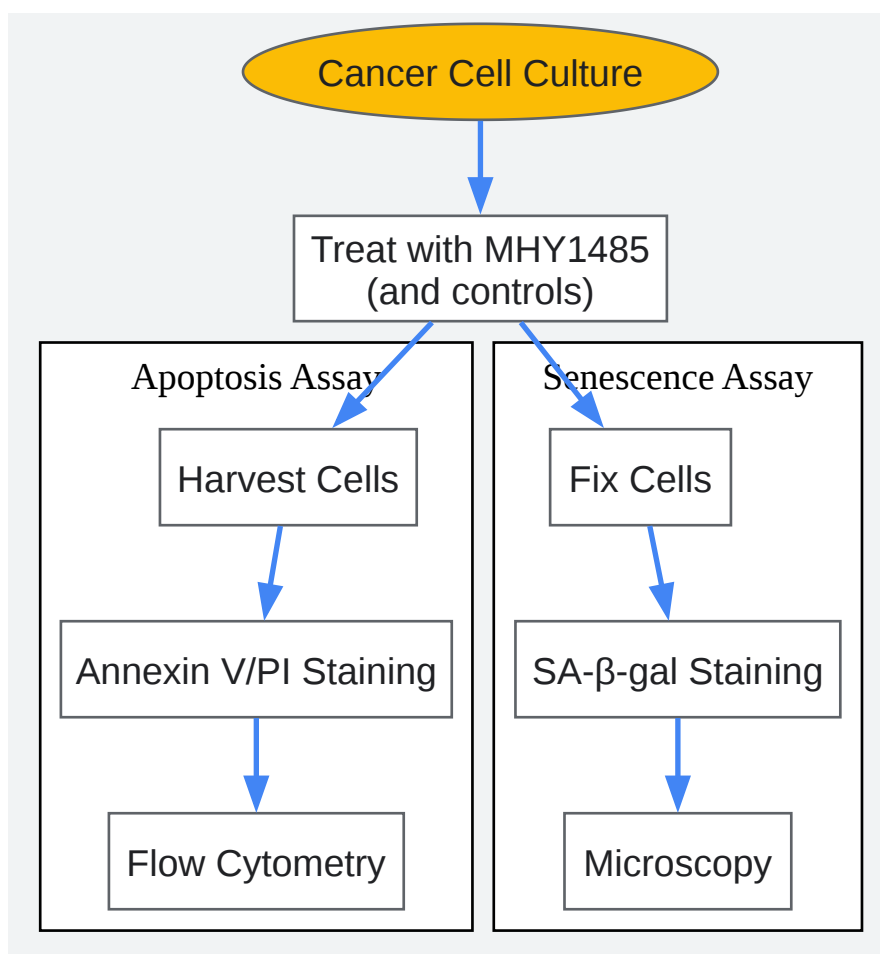 Cancer Cell Culture
Treat with MHY1485
(and controls)
Apoptosis Assay
Harvest Cells
Annexin V/PI Staining
Flow Cytometry
Senescence Assay
Fix Cells
SA-β-gal Staining
Microscopy